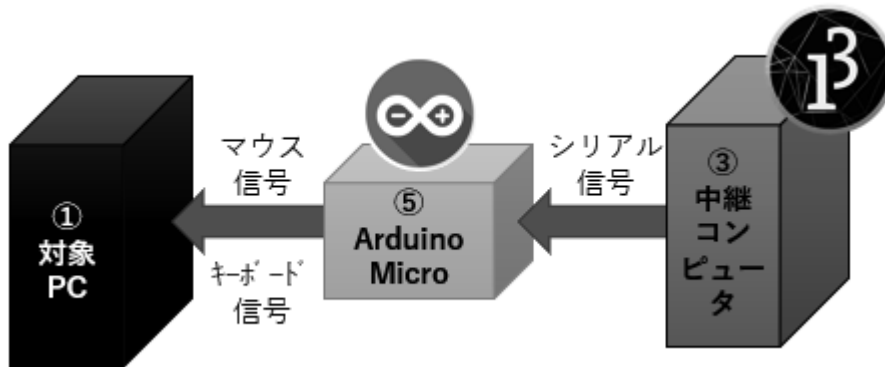 ①
対象
PC
マウス
信号
ｷｰﾎﾞｰﾄﾞ
信号
⑤
Arduino
Micro
シリアル
信号
③
中継
コン
ピュー
タ
i3